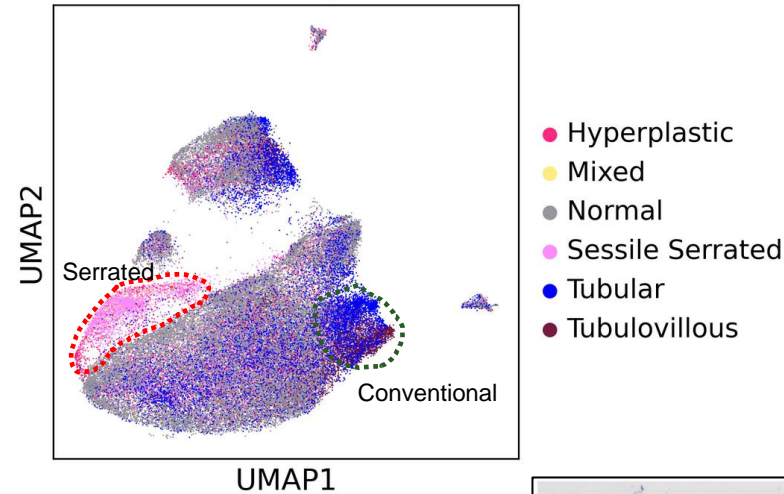 UMAP2
Serrated
Conventional
UMAP1
Hyperplastic
Mixed
Normal
Sessile Serrated
Tubular
Tubulovillous